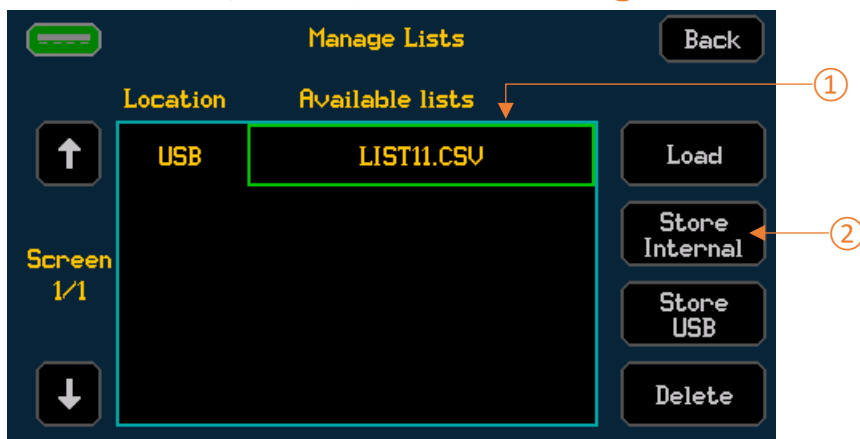 Manage Lists
Back
Location Available lists
1
USB LIST11.CSV
Load
Store
Internal
2
Screen
1/1
Store
USB
Delete